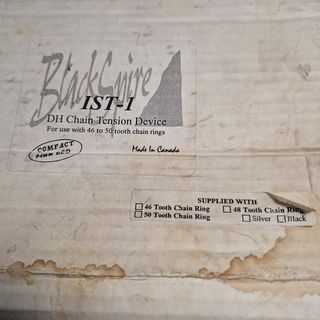 BlackSpire
IST-1
DH Chain Tension Device
For use with 46 to 50 tooth chain rings
COMPACT
94mm BCD
Made In Canada
SUPPLIED WITH
46 Tooth Chain Ring 48 Tooth Chain Ring
50 Tooth Chain Ring Silver Black